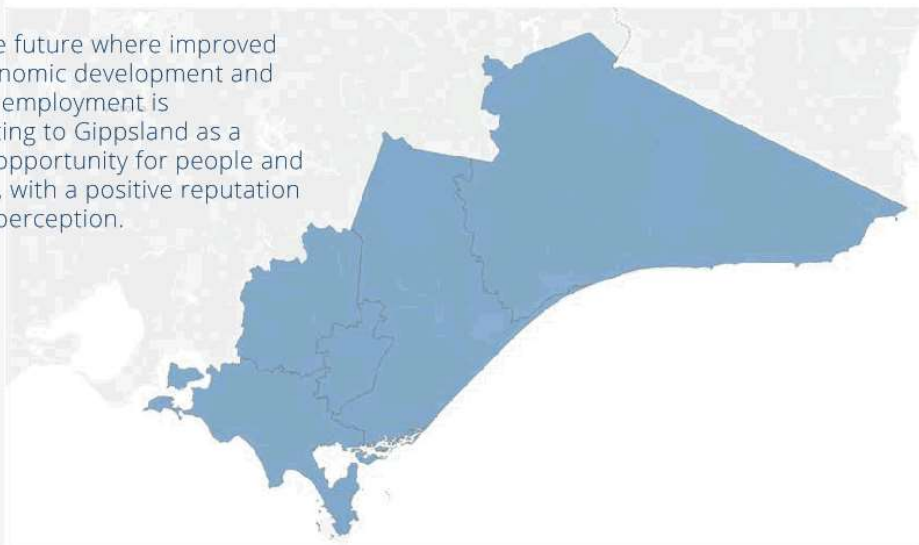 e future where improved
nomic development and
employment is
ting to Gippsland as a
opportunity for people and
, with a positive reputation
perception.